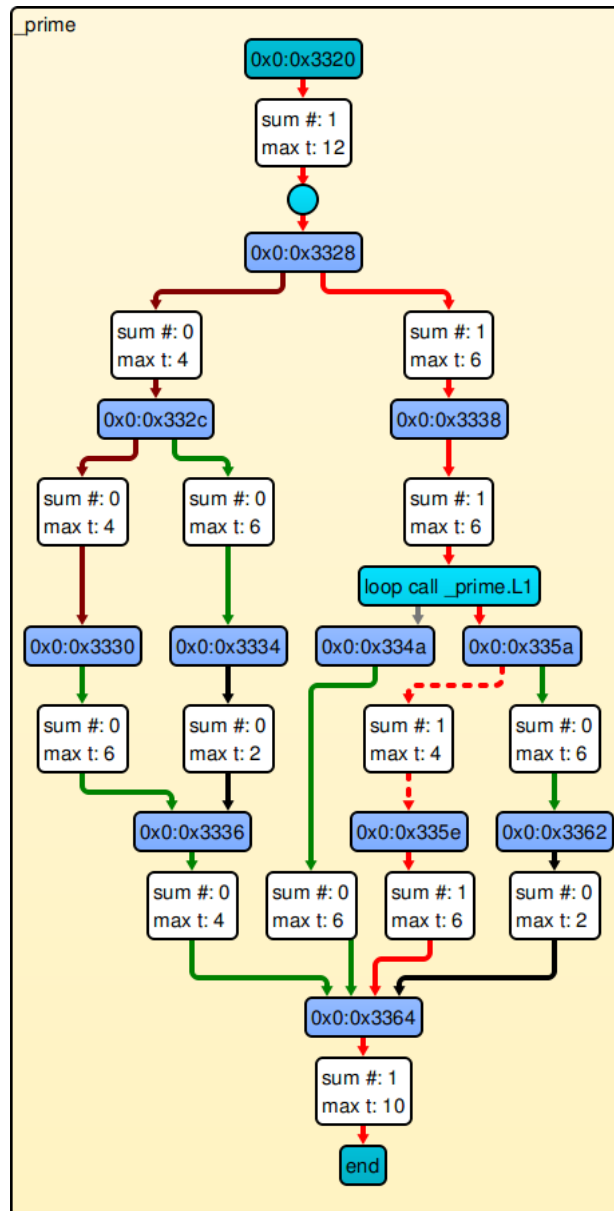 _prime
0x0:0x3320
sum #: 1
max t: 12
0x0:0x3328
sum #: 0
max t: 4
sum #: 1
max t: 6
0x0:0x332c
0x0:0x3338
sum #: 0
max t: 4
sum #: 0
max t: 6
sum #: 1
max t: 6
loop call _prime.L1
0x0:0x3330
0x0:0x3334
0x0:0x334a
0x0:0x335a
sum #: 0
max t: 6
sum #: 0
max t: 2
sum #: 1
max t: 4
sum #: 0
max t: 6
0x0:0x3336
0x0:0x335e
0x0:0x3362
sum #: 0
max t: 4
sum #: 0
max t: 6
sum #: 1
max t: 6
sum #: 0
max t: 2
0x0:0x3364
sum #: 1
max t: 10
end